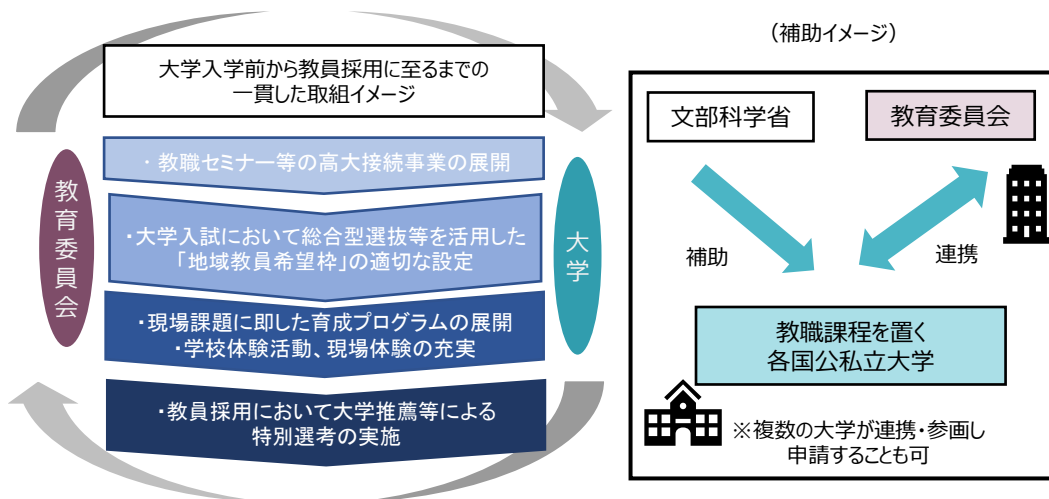 大学入学前から教員採用に至るまでの
一貫した取組イメージ
教育委員会
・教職セミナー等の高大接続事業の展開
・大学入試において総合型選抜等を活用した
「地域教員希望枠」の適切な設定
・現場課題に即した育成プログラムの展開
・学校体験活動、現場体験の充実
・教員採用において大学推薦等による
特別選考の実施
大学
（補助イメージ）
文部科学省
教育委員会
補助
連携
教職課程を置く
各国公私立大学
※複数の大学が連携・参画し
申請することも可